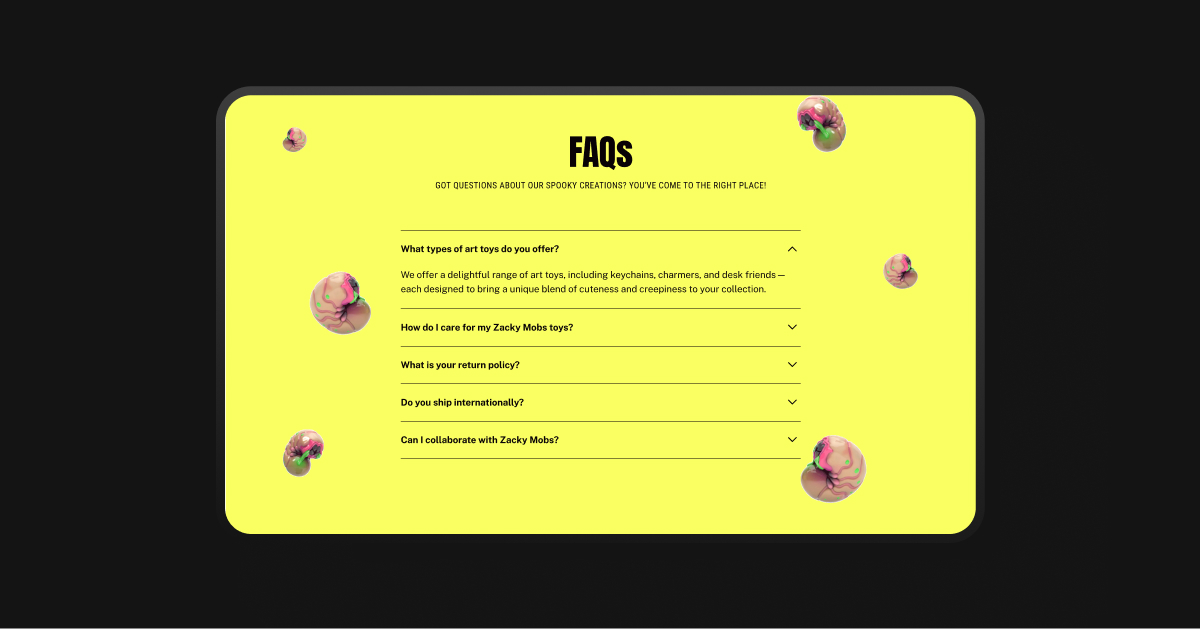 FAQs
GOT QUESTIONS ABOUT OUR SPOOKY CREATIONS? YOU'VE COME TO THE RIGHT PLACE!
What types of art toys do you offer?
We offer a delightful range of art toys, including keychains, charmers, and desk friends —
each designed to bring a unique blend of cuteness and creepiness to your collection.
How do I care for my Zacky Mobs toys?
What is your return policy?
Do you ship internationally?
Can I collaborate with Zacky Mobs?